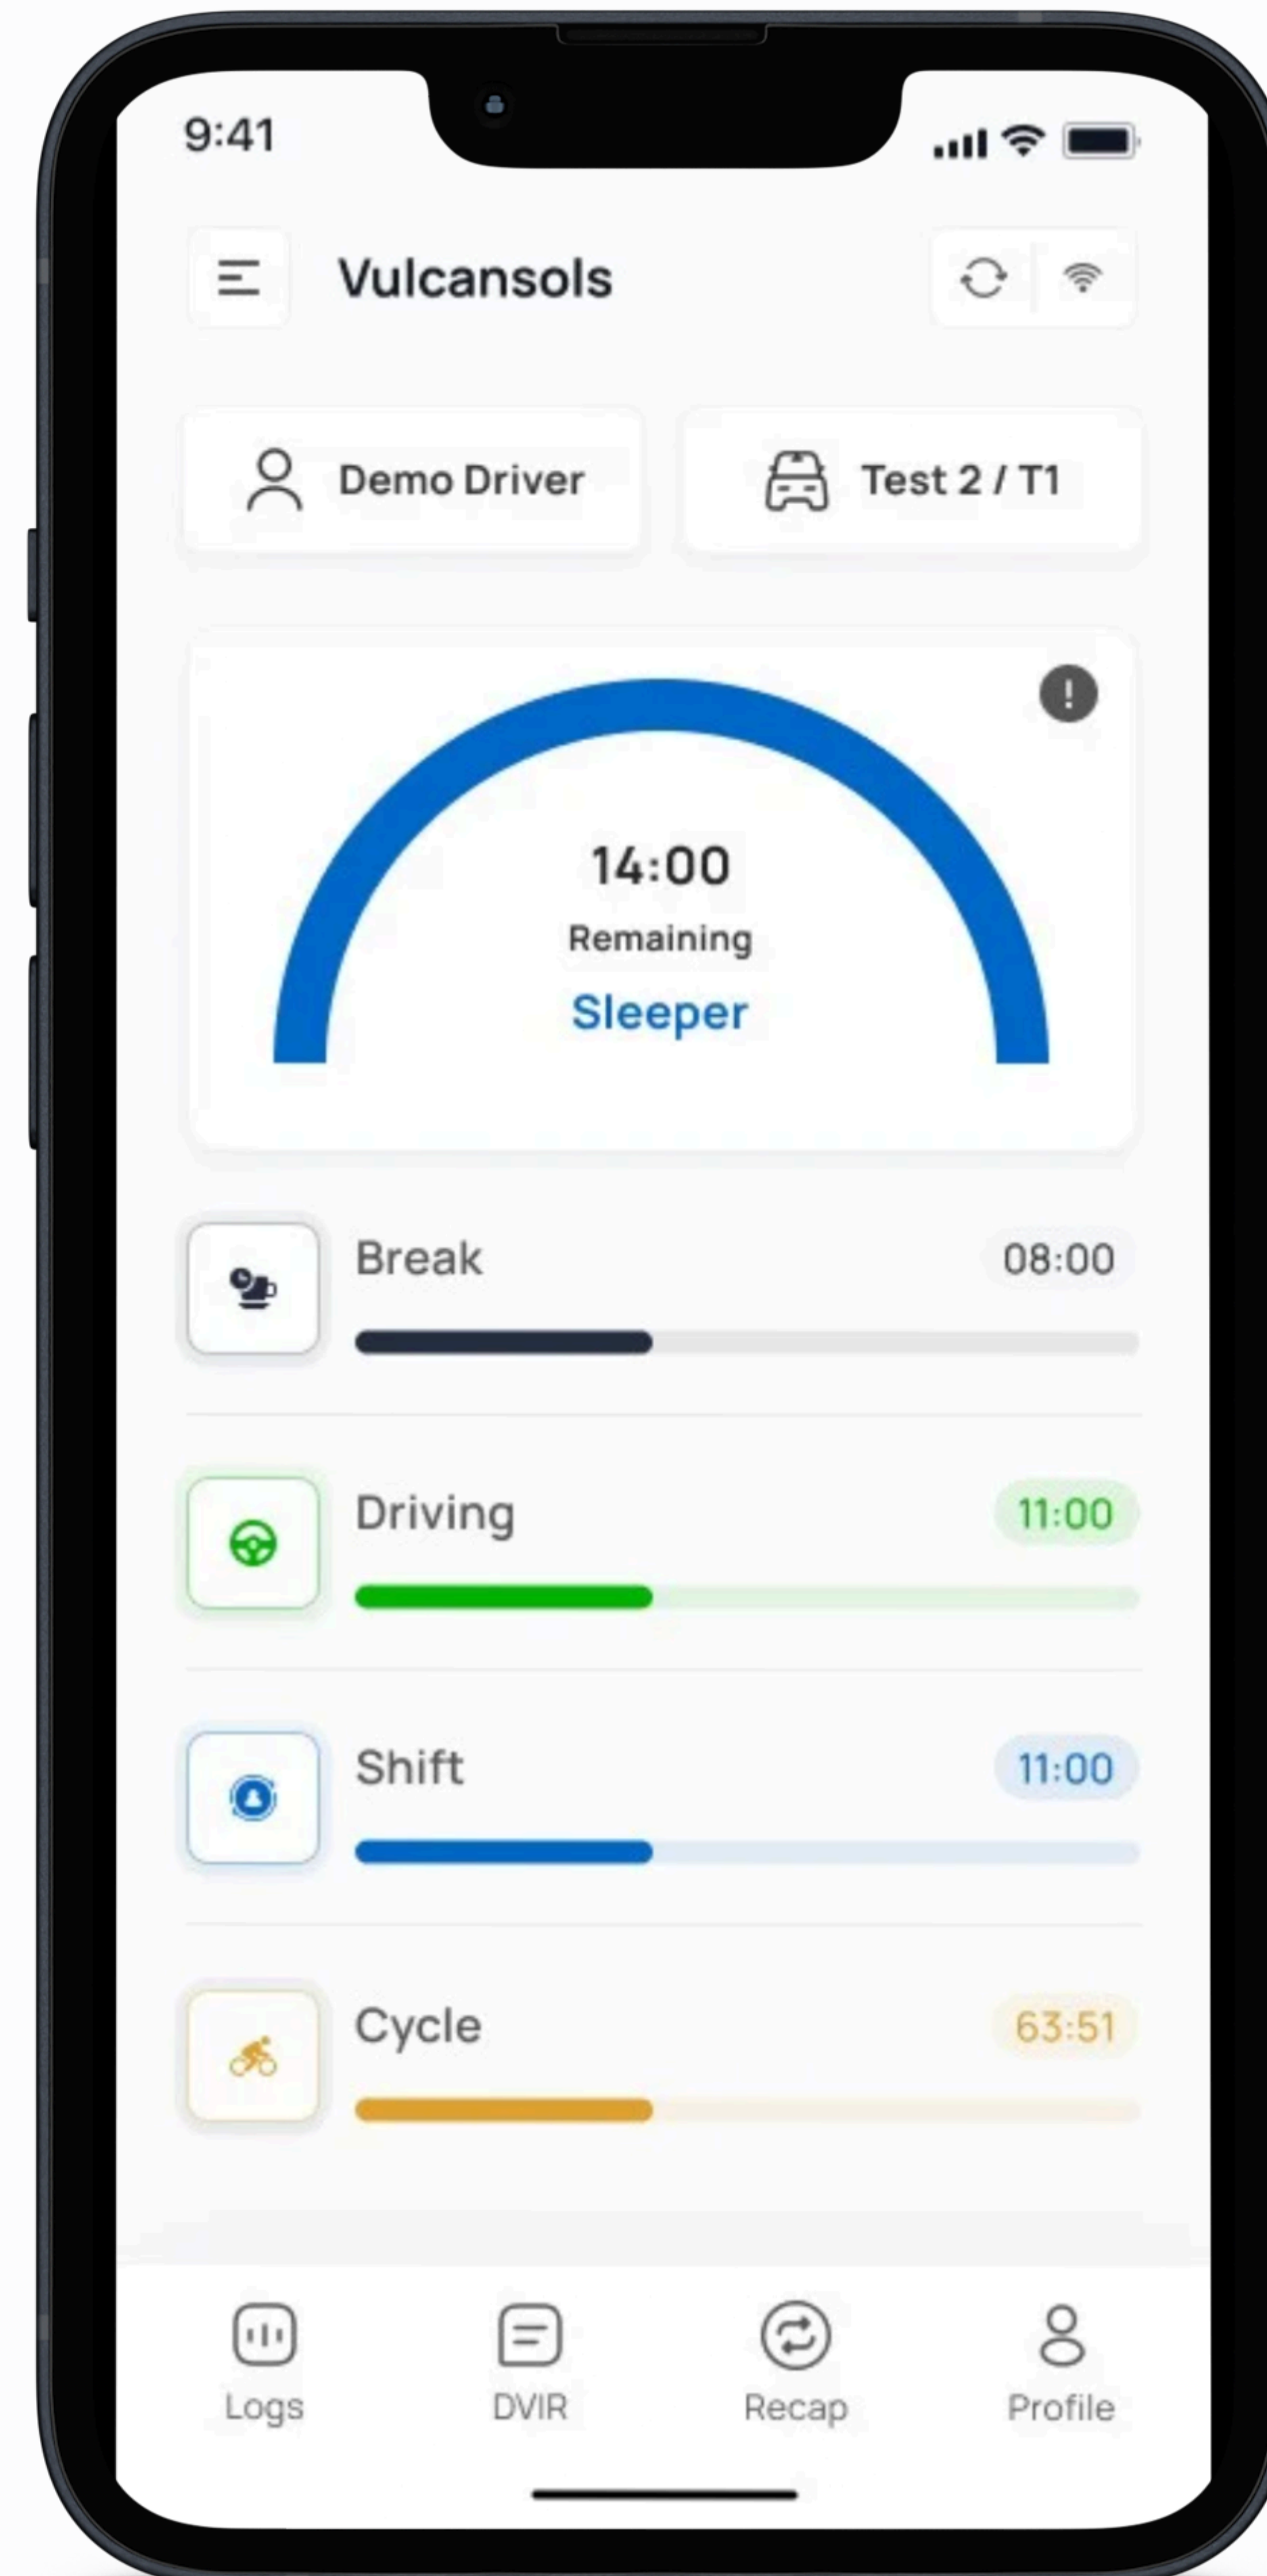 9:41
Vulcansols
Demo Driver
Test 2 / T1
!
14:00
Remaining
Sleeper
Break 08:00
Driving 11:00
Shift 11:00
Cycle 63:51
Logs DVIR Recap Profile